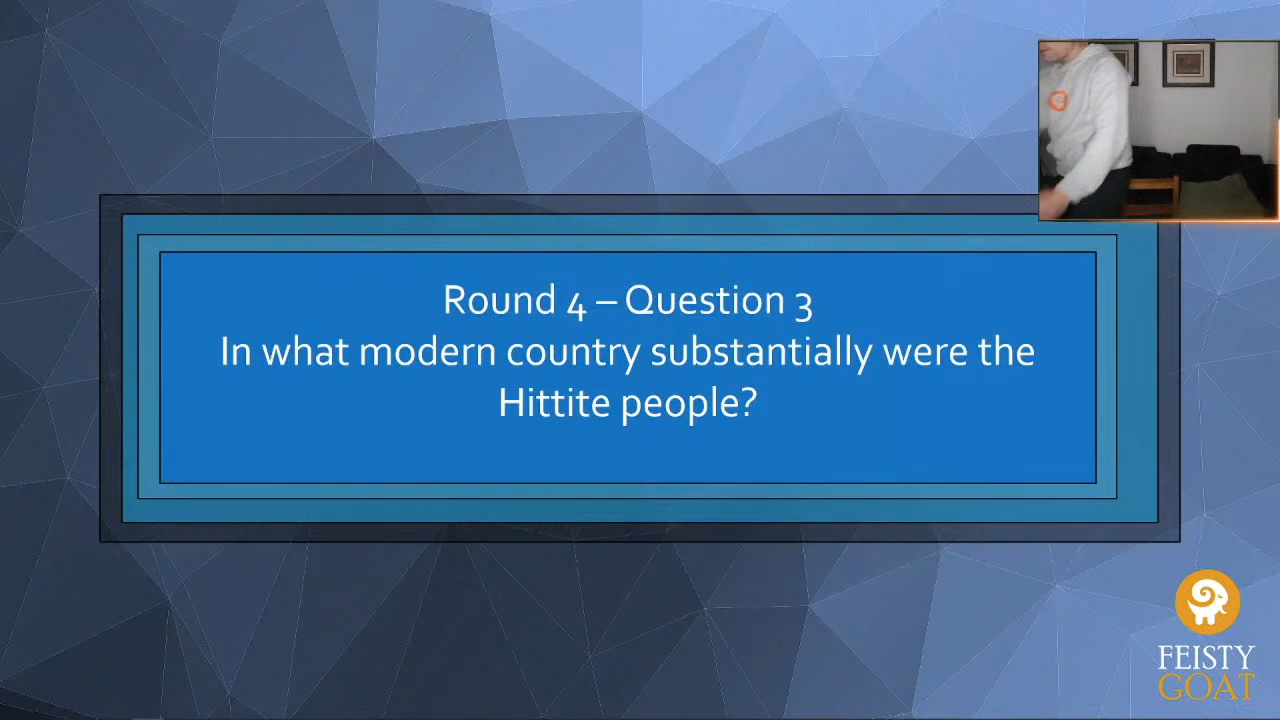 Round 4 – Question 3
In what modern country substantially were the
Hittite people?
FEISTY
GOAT